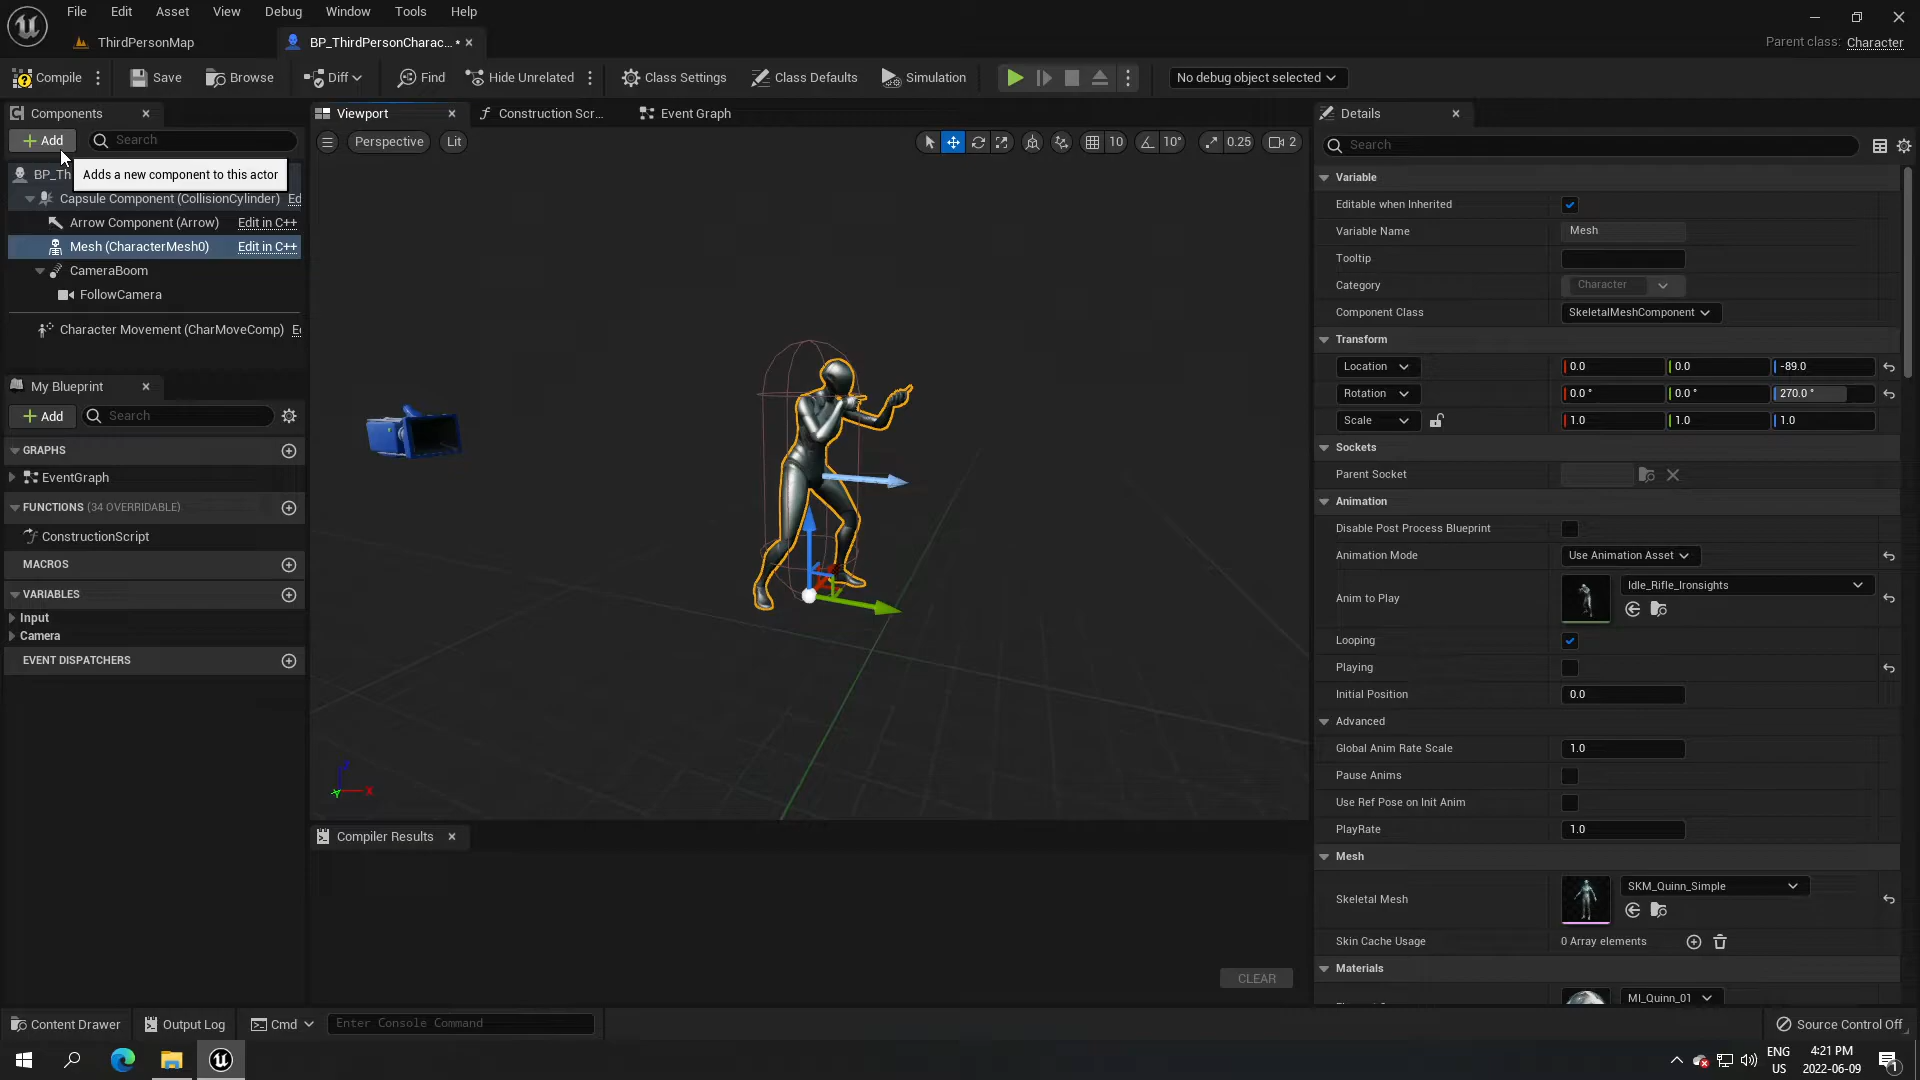 File Edit Asset View Debug Window Tools Help
ThirdPersonMap
BP_ThirdPersonCharac... *
Parent class: Character
Compile Save Browse Diff Find Hide Unrelated Class Settings Class Defaults Simulation No debug object selected
Components
Add Search
BP_Th
Adds a new component to this actor
Capsule Component (CollisionCylinder) Ed
Arrow Component (Arrow) Edit in C++
Mesh (CharacterMesh0) Edit in C++
CameraBoom
FollowCamera
Character Movement (CharMoveComp) E
My Blueprint
Add Search
GRAPHS
EventGraph
FUNCTIONS (34 OVERRIDABLE)
ConstructionScript
MACROS
VARIABLES
Input
Camera
EVENT DISPATCHERS
Viewport Construction Scr... Event Graph
Perspective Lit 10 10° 0.25 2
X
Compiler Results
CLEAR
Details
Search
Variable
Editable when Inherited
Variable Name Mesh
Tooltip
Category Character
Component Class SkeletalMeshComponent
Transform
Location 0.0 0.0 -89.0
Rotation 0.0 ° 0.0 ° 270.0 °
Scale 1.0 1.0 1.0
Sockets
Parent Socket
Animation
Disable Post Process Blueprint
Animation Mode Use Animation Asset
Anim to Play Idle_Rifle_Ironsights
Looping
Playing
Initial Position 0.0
Advanced
Global Anim Rate Scale 1.0
Pause Anims
Use Ref Pose on Init Anim
PlayRate 1.0
Mesh
Skeletal Mesh SKM_Quinn_Simple
Skin Cache Usage 0 Array elements
Materials
MI_Quinn_01
Content Drawer Output Log Cmd Enter Console Command Source Control Off
ENG
US
4:21 PM
2022-06-09
1